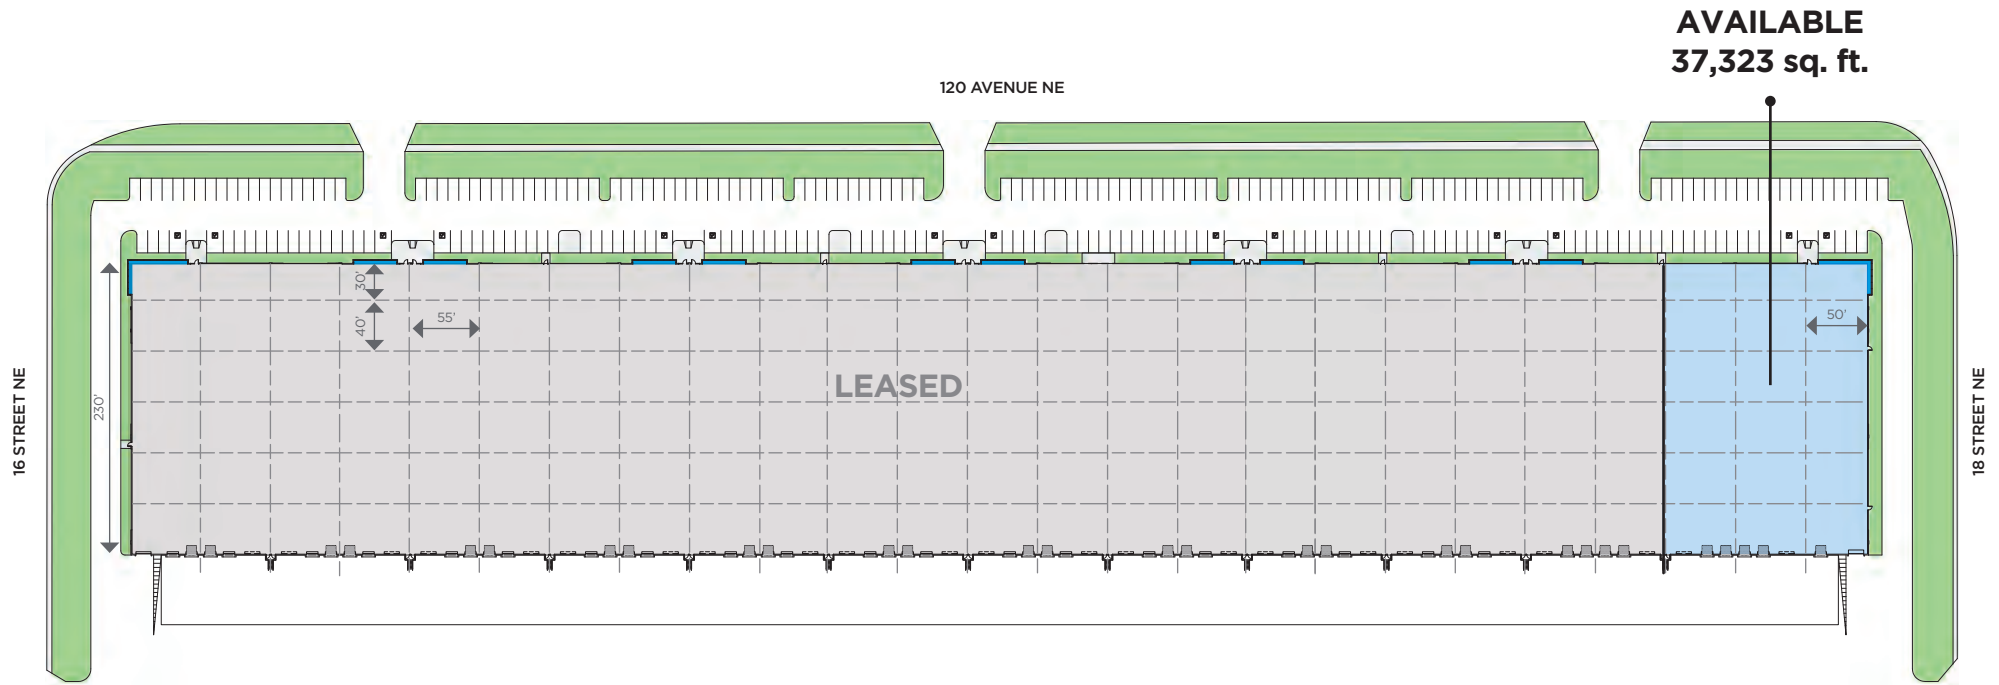 AVAILABLE
37,323 sq. ft.
120 AVENUE NE
30'
40'
55'
50'
LEASED
230'
16 STREET NE
18 STREET NE